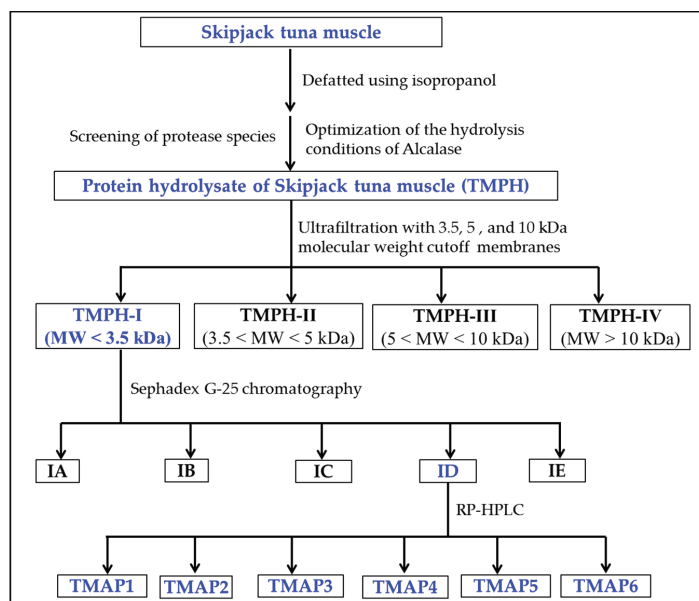 Skipjack tuna muscle
Defatted using isopropanol
Screening of protease species
Optimization of the hydrolysis
conditions of Alcalase
Protein hydrolysate of Skipjack tuna muscle (TMPH)
Ultrafiltration with 3.5, 5 , and 10 kDa
molecular weight cutoff membranes
TMPH-I
(MW < 3.5 kDa)
TMPH-II
(3.5 < MW < 5 kDa)
TMPH-III
(5 < MW < 10 kDa)
TMPH-IV
(MW > 10 kDa)
Sephadex G-25 chromatography
IA
IB
IC
ID
IE
RP-HPLC
TMAP1
TMAP2
TMAP3
TMAP4
TMAP5
TMAP6